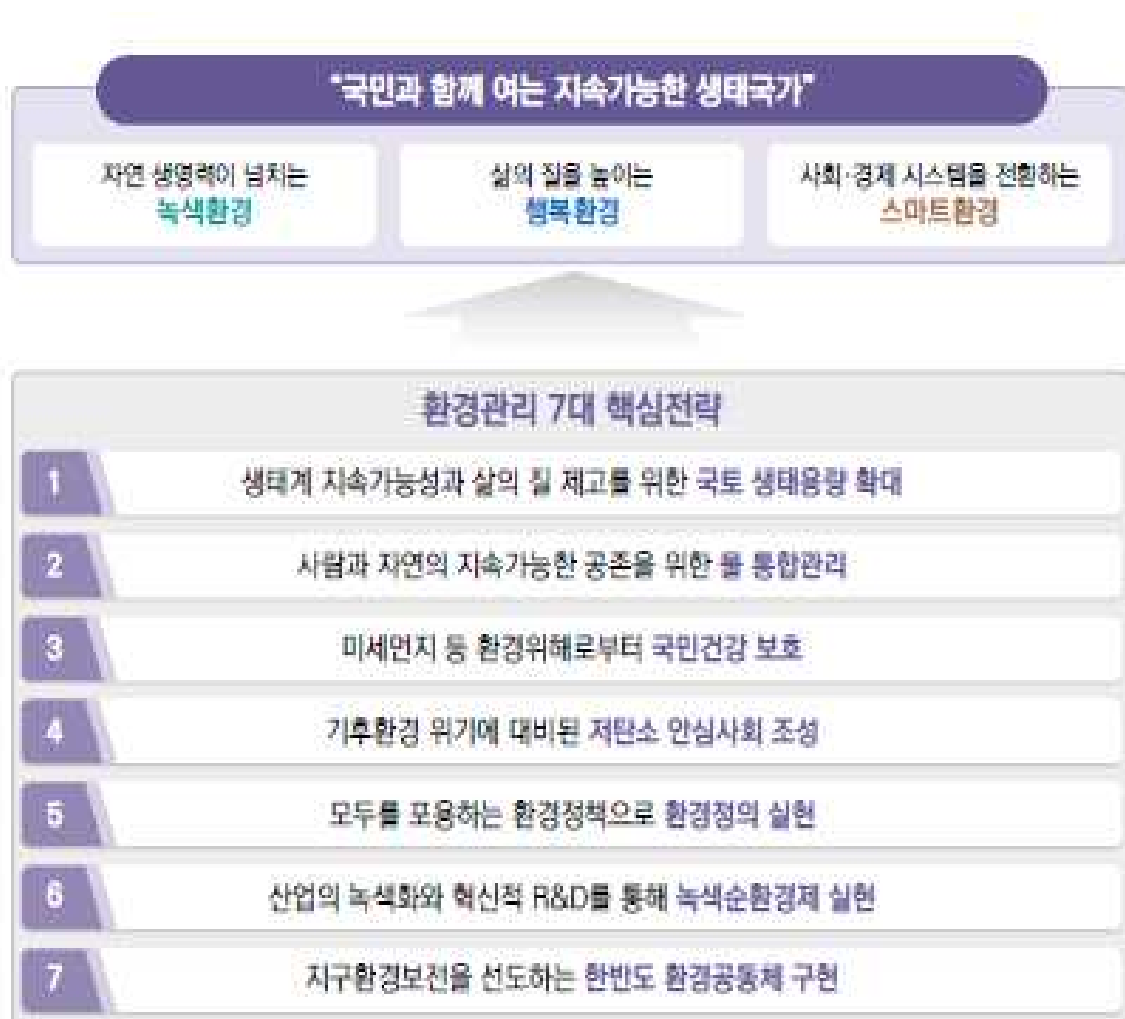 "국민과 함께 여는 지속가능한 생태국가"
자연 생명력이 넘치는
녹색환경
삶의 질을 높이는
행복환경
사회·경제 시스템을 전환하는
스마트환경
환경관리 7대 핵심전략
1
생태계 지속가능성과 삶의 질 제고를 위한 국토 생태용량 확대
2
사람과 자연의 지속가능한 공존을 위한 물 통합관리
3
미세먼지 등 환경위해로부터 국민건강 보호
4
기후환경 위기에 대비된 저탄소 안심사회 조성
5
모두를 포용하는 환경정책으로 환경정의 실현
6
산업의 녹색화와 혁신적 R&D를 통해 녹색순환경제 실현
7
지구환경보전을 선도하는 한반도 환경공동체 구현